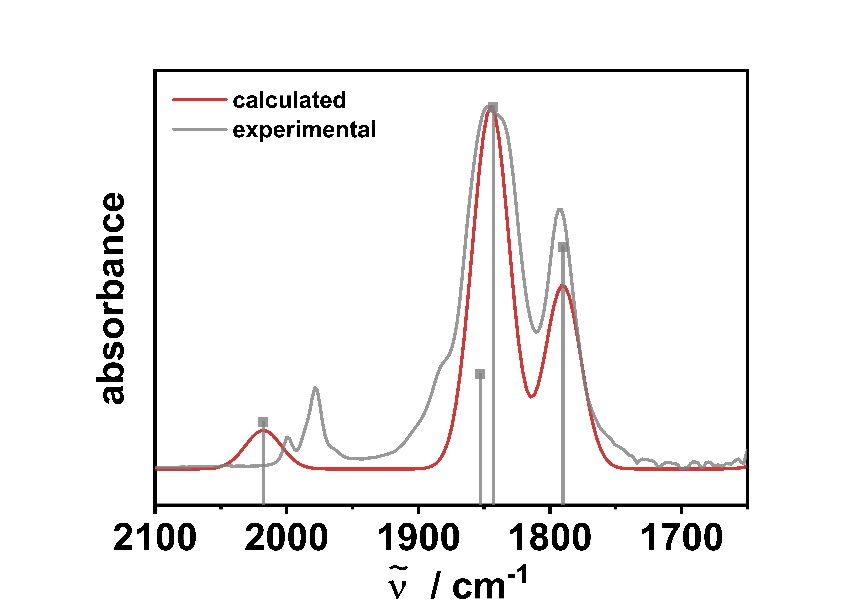 calculated
experimental
absorbance
2100 2000 1900 1800 1700
ν̃ / cm⁻¹